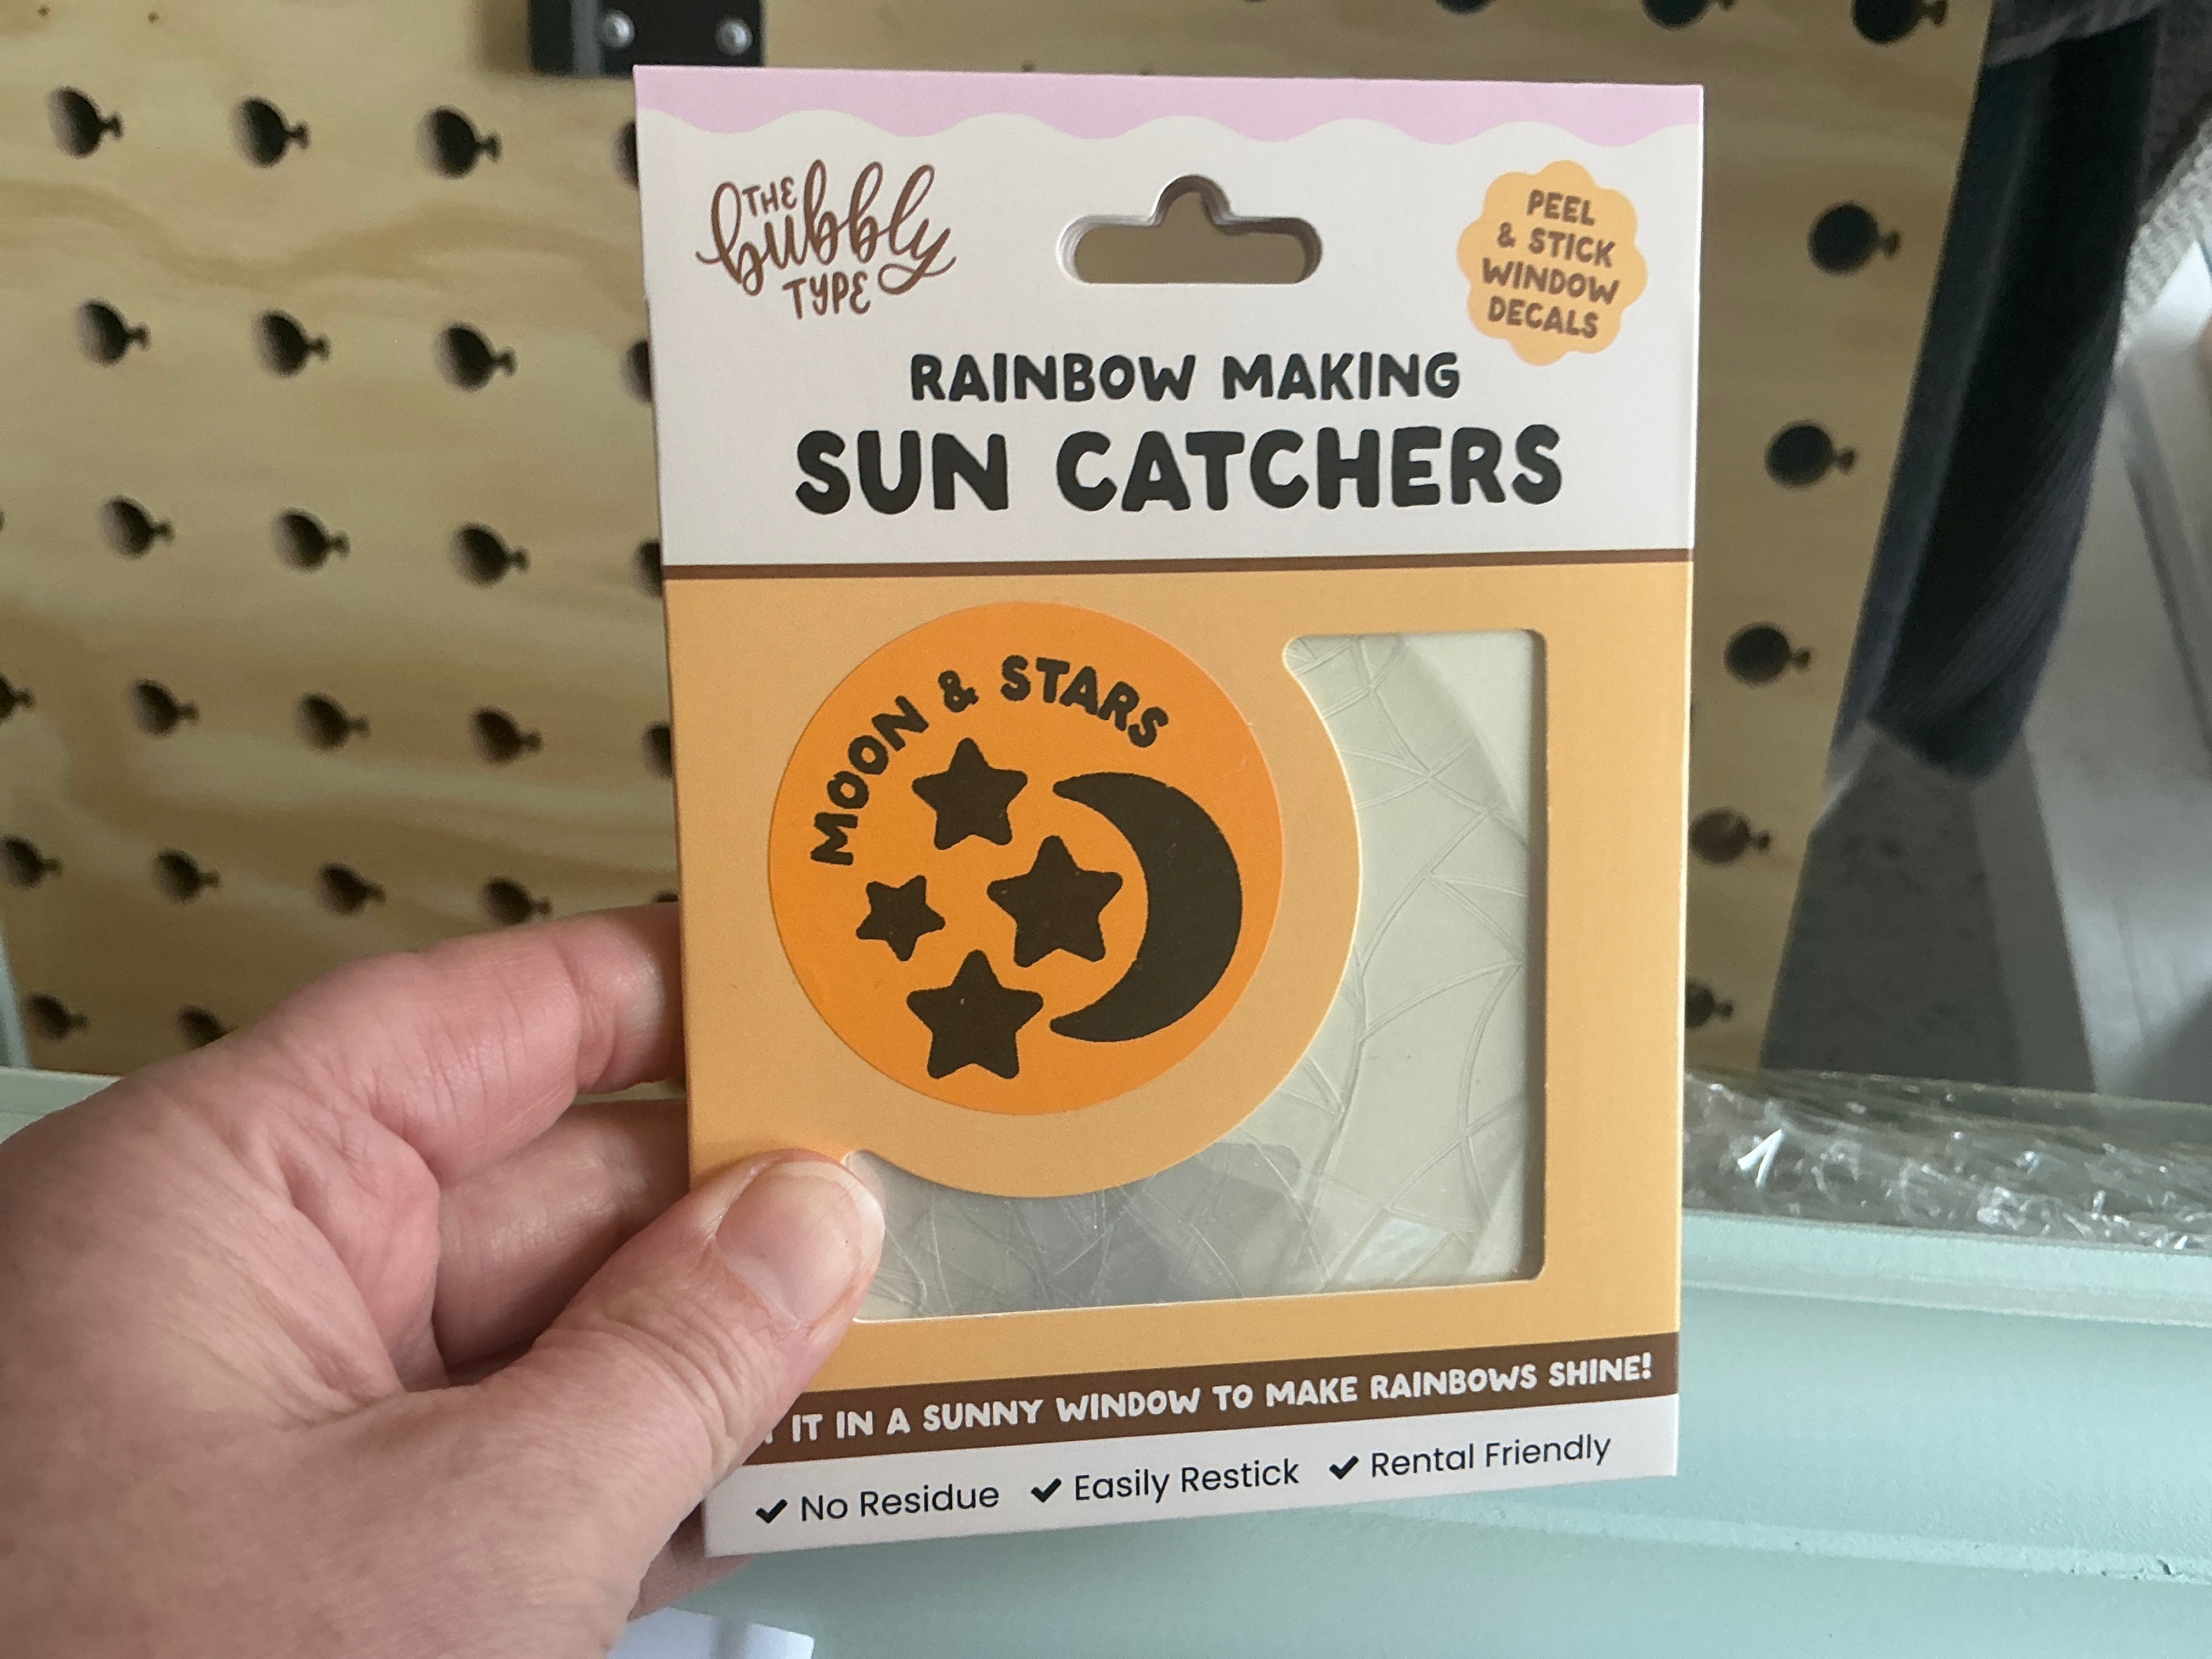 THE
bubbly
TYPE
PEEL
& STICK
WINDOW
DECALS
RAINBOW MAKING
SUN CATCHERS
MOON & STARS
IT IN A SUNNY WINDOW TO MAKE RAINBOWS SHINE!
✓ No Residue ✓ Easily Restick ✓ Rental Friendly